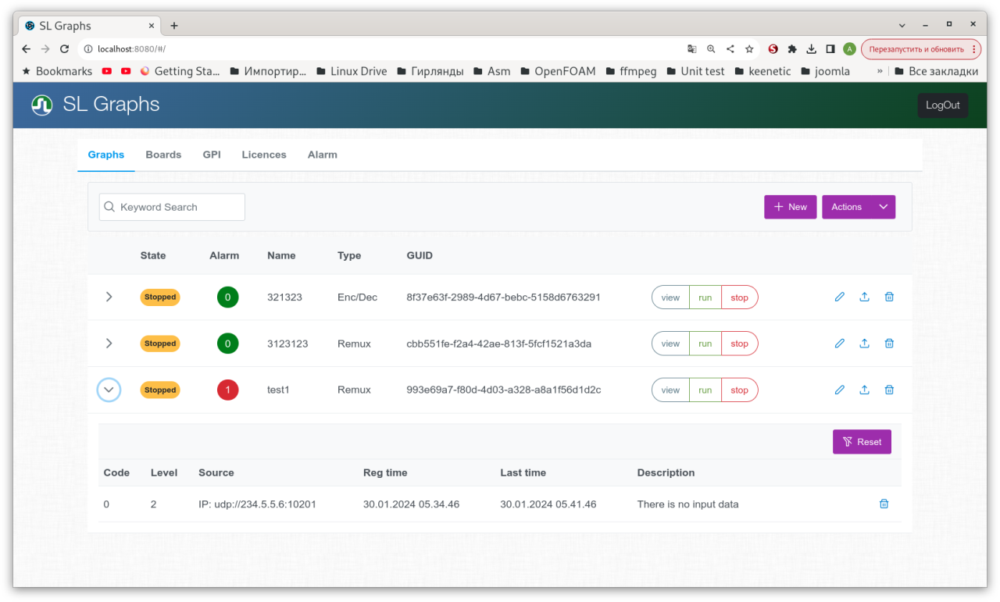 SL Graphs
localhost:8080/#/
Перезапустить и обновить
A
Bookmarks Getting Sta... Импортир... Linux Drive Гирлянды Asm OpenFOAM ffmpeg Unit test keenetic joomla » Все закладки
SL Graphs LogOut
Graphs Boards GPI Licences Alarm
Keyword Search New Actions
State Alarm Name Type GUID
Stopped 0 321323 Enc/Dec 8f37e63f-2989-4d67-bebc-5158d6763291 view run stop
Stopped 0 3123123 Remux cbb551fe-f2a4-42ae-813f-5fcf1521a3da view run stop
Stopped 1 test1 Remux 993e69a7-f80d-4d03-a328-a8a1f56d1d2c view run stop
Reset
Code Level Source Reg time Last time Description
0 2 IP: udp://234.5.5.6:10201 30.01.2024 05.34.46 30.01.2024 05.41.46 There is no input data